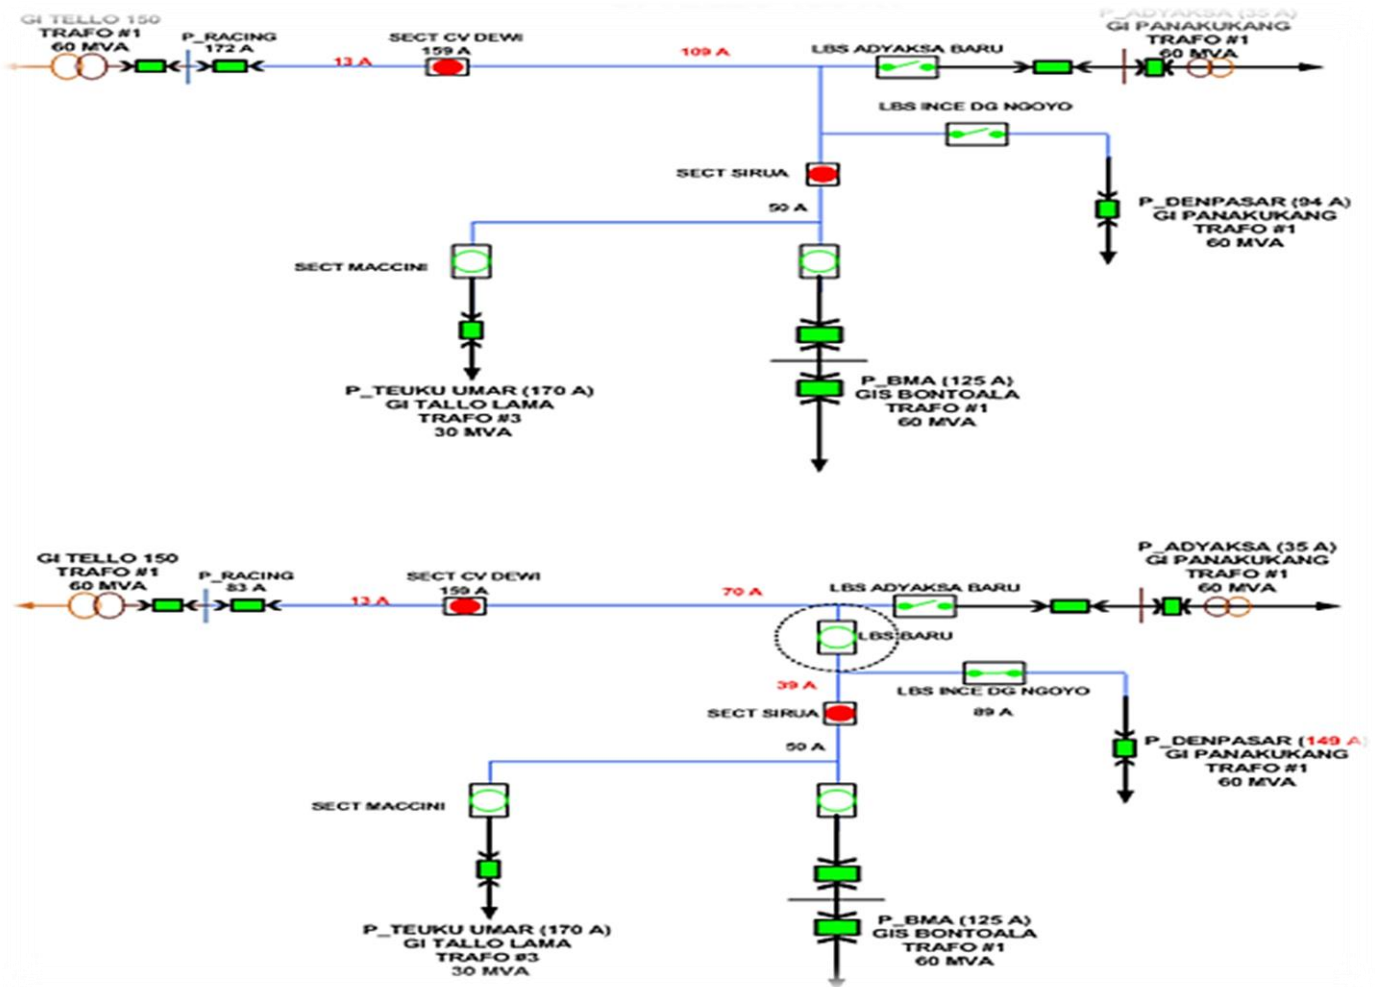 GI TELLO 150
TRAFO #1
60 MVA
P_RACING
172 A
13 A
SECT CV DEWI
159 A
109 A
LBS ADYAKSA BARU
P_ADYAKSA (35 A)
GI PANAKUKANG
TRAFO #1
60 MVA
LBS INCE DG NGOYO
SECT SIRUA
50 A
P_DENPASAR (94 A)
GI PANAKUKANG
TRAFO #1
60 MVA
SECT MACCINI
P_TEUKU UMAR (170 A)
GI TALLO LAMA
TRAFO #3
30 MVA
P_BMA (125 A)
GIS BONTOALA
TRAFO #1
60 MVA
GI TELLO 150
TRAFO #1
60 MVA
P_RACING
83 A
13 A
SECT CV DEWI
159 A
70 A
LBS ADYAKSA BARU
P_ADYAKSA (35 A)
GI PANAKUKANG
TRAFO #1
60 MVA
LBS BARU
39 A
LBS INCE DG NGOYO
89 A
SECT SIRUA
50 A
P_DENPASAR (149 A)
GI PANAKUKANG
TRAFO #1
60 MVA
SECT MACCINI
P_TEUKU UMAR (170 A)
GI TALLO LAMA
TRAFO #3
30 MVA
P_BMA (125 A)
GIS BONTOALA
TRAFO #1
60 MVA